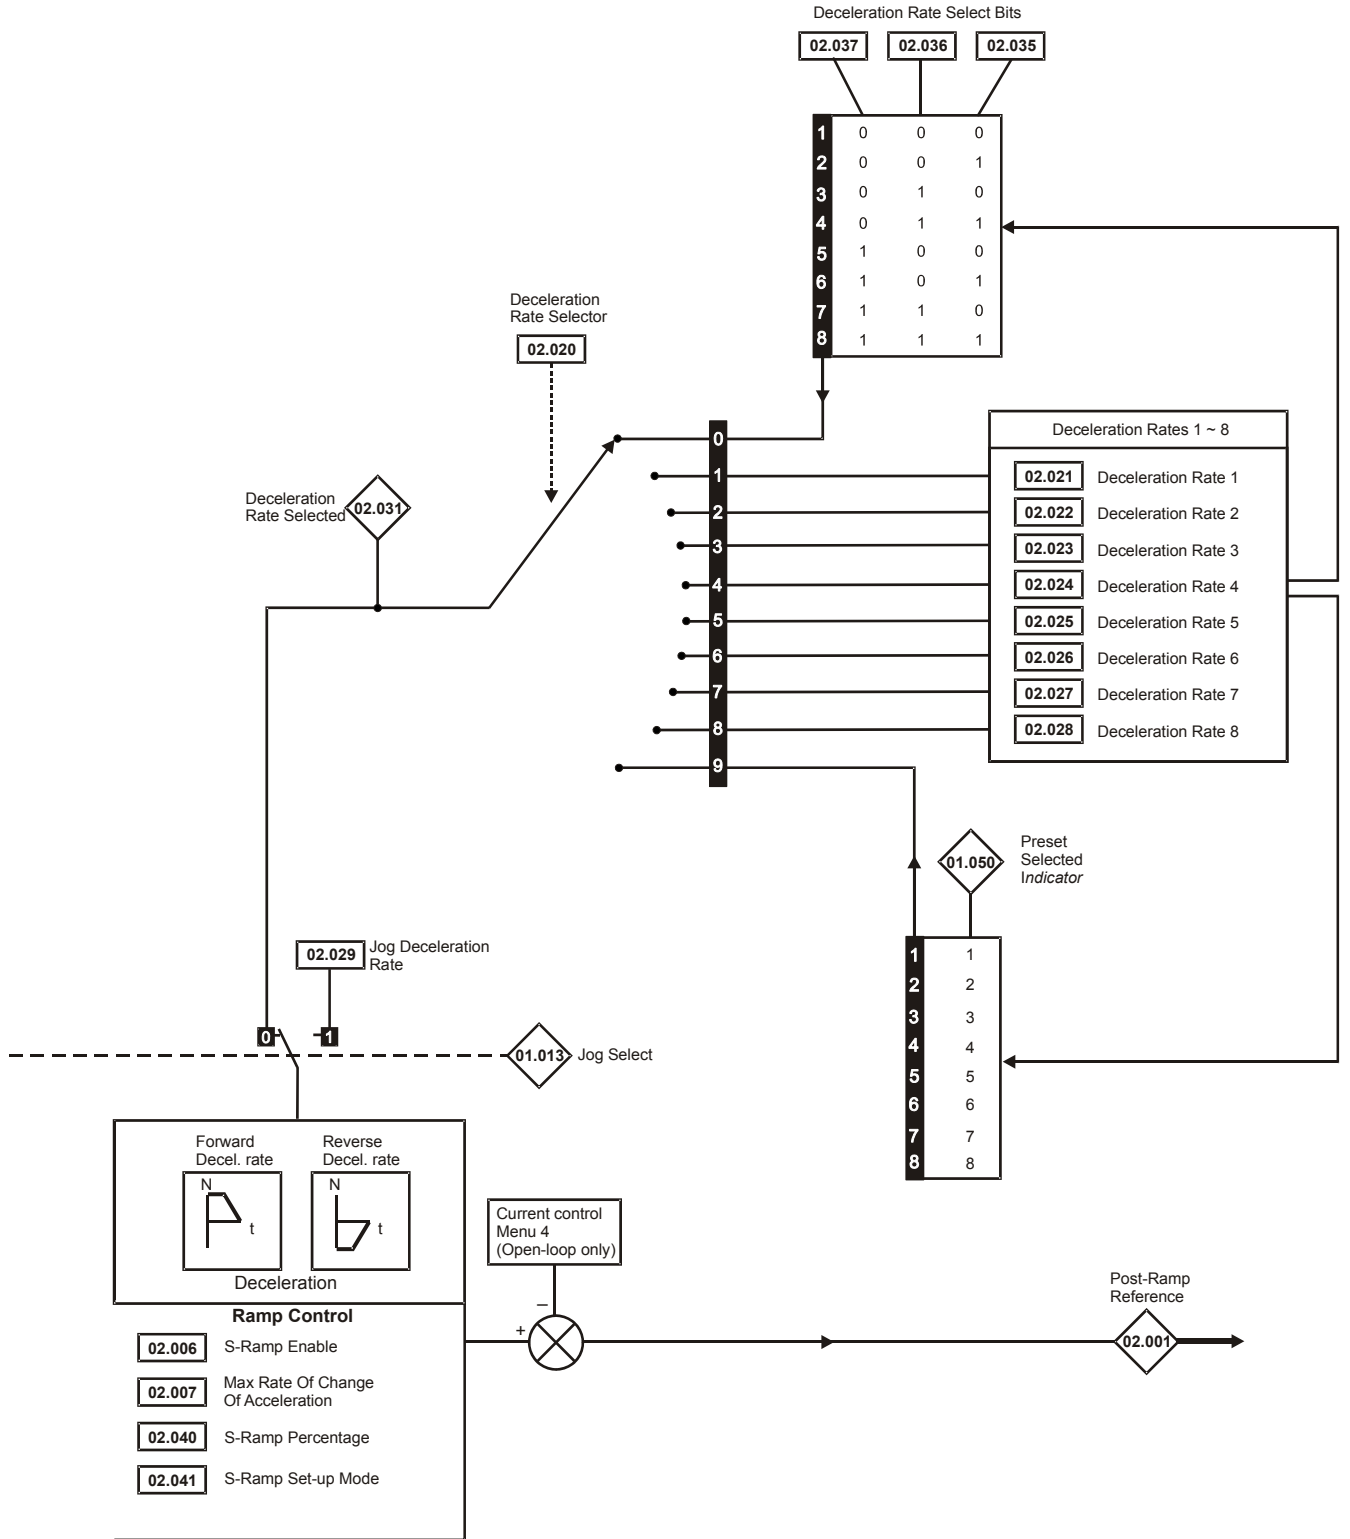 Deceleration Rate Select Bits
02.037 02.036 02.035
1 0 0 0
2 0 0 1
3 0 1 0
4 0 1 1
5 1 0 0
6 1 0 1
7 1 1 0
8 1 1 1
Deceleration
Rate Selector
02.020
0
1
2
3
4
5
6
7
8
9
Deceleration Rates 1 ~ 8
02.021 Deceleration Rate 1
02.022 Deceleration Rate 2
02.023 Deceleration Rate 3
02.024 Deceleration Rate 4
02.025 Deceleration Rate 5
02.026 Deceleration Rate 6
02.027 Deceleration Rate 7
02.028 Deceleration Rate 8
Deceleration
Rate Selected
02.031
01.050
Preset
Selected
Indicator
1 1
2 2
3 3
4 4
5 5
6 6
7 7
8 8
02.029
Jog Deceleration
Rate
0 1
01.013 Jog Select
Forward
Decel. rate
N
t
Reverse
Decel. rate
N
t
Deceleration
Ramp Control
02.006 S-Ramp Enable
02.007 Max Rate Of Change
Of Acceleration
02.040 S-Ramp Percentage
02.041 S-Ramp Set-up Mode
Current control
Menu 4
(Open-loop only)
–
+
Post-Ramp
Reference
02.001